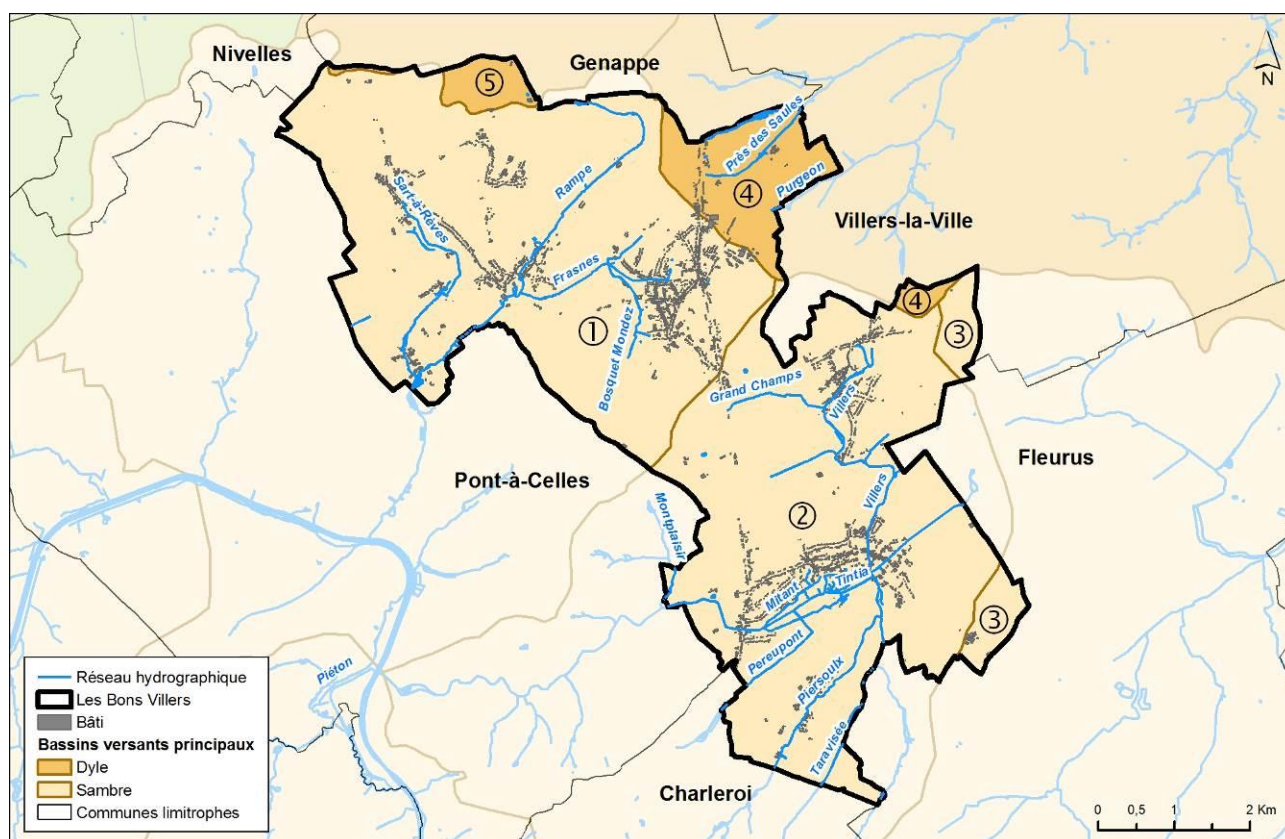 Nivelles
Genappe
N
⑤
Près des Saules
Rampe
④
Purgeon
Sart-à-Rèves
Villers-la-Ville
Frasnes
④
①
③
Bosquet Mondez
Grand Champs
Villers
Pont-à-Celles
Fleurus
Montplaisir
Villers
②
Mitant
Tintia
③
Pereupont
Piersoulx
Piéton
Taravisée
Charleroi
Réseau hydrographique
Les Bons Villers
Bâti
Bassins versants principaux
Dyle
Sambre
Communes limitrophes
0 0,5 1 2 Km